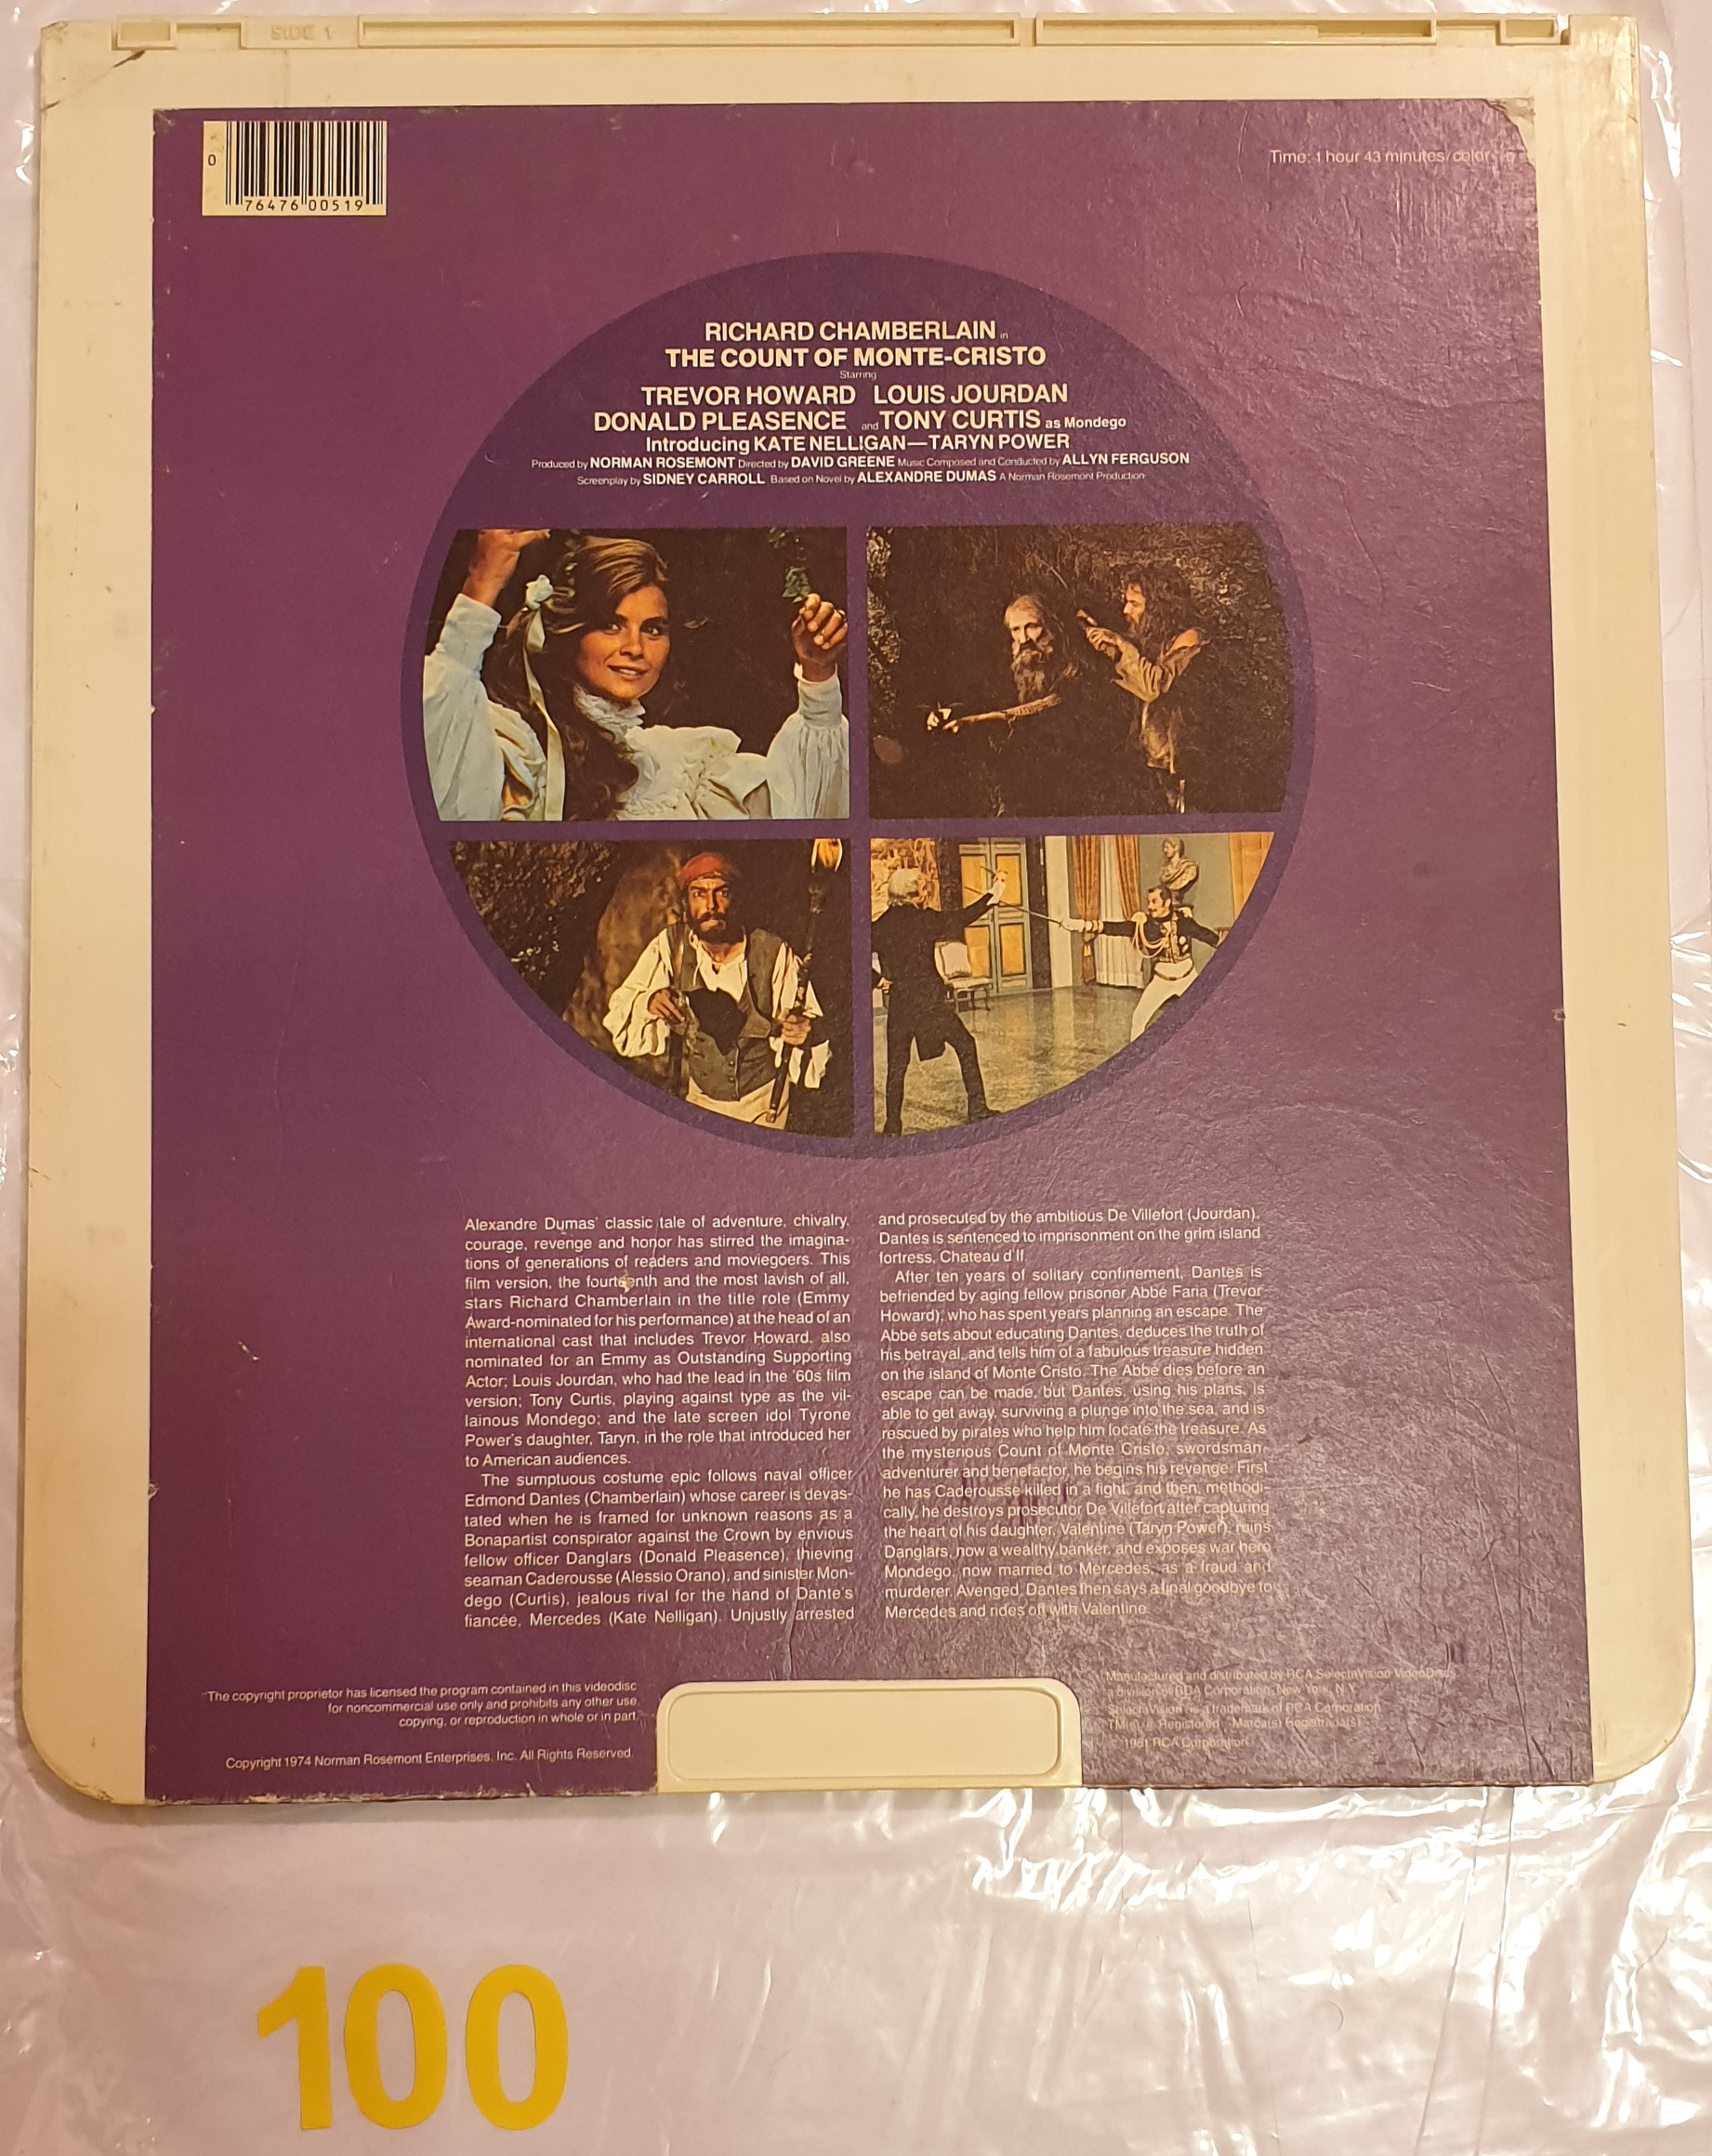 SIDE 1
0
76476 00519
Time: 1 hour 43 minutes/color
RICHARD CHAMBERLAIN in
THE COUNT OF MONTE-CRISTO
Starring
TREVOR HOWARD LOUIS JOURDAN
DONALD PLEASENCE and TONY CURTIS as Mondego
Introducing KATE NELLIGAN—TARYN POWER
Produced by NORMAN ROSEMONT Directed by DAVID GREENE Music Composed and Conducted by ALLYN FERGUSON
Screenplay by SIDNEY CARROLL Based on Novel by ALEXANDRE DUMAS A Norman Rosemont Production
Alexandre Dumas' classic tale of adventure, chivalry,
courage, revenge and honor has stirred the imagina-
tions of generations of readers and moviegoers. This
film version, the fourteenth and the most lavish of all,
stars Richard Chamberlain in the title role (Emmy
Award-nominated for his performance) at the head of an
international cast that includes Trevor Howard, also
nominated for an Emmy as Outstanding Supporting
Actor; Louis Jourdan, who had the lead in the '60s film
version; Tony Curtis, playing against type as the vil-
lainous Mondego; and the late screen idol Tyrone
Power's daughter, Taryn, in the role that introduced her
to American audiences.
The sumptuous costume epic follows naval officer
Edmond Dantes (Chamberlain) whose career is devas-
tated when he is framed for unknown reasons as a
Bonapartist conspirator against the Crown by envious
fellow officer Danglars (Donald Pleasence), thieving
seaman Caderousse (Alessio Orano), and sinister Mon-
dego (Curtis), jealous rival for the hand of Dante's
fiancée, Mercedes (Kate Nelligan). Unjustly arrested
and prosecuted by the ambitious De Villefort (Jourdan),
Dantes is sentenced to imprisonment on the grim island
fortress, Chateau d'If.
After ten years of solitary confinement, Dantes is
befriended by aging fellow prisoner Abbé Faria (Trevor
Howard), who has spent years planning an escape. The
Abbé sets about educating Dantes, deduces the truth of
his betrayal, and tells him of a fabulous treasure hidden
on the island of Monte Cristo. The Abbé dies before an
escape can be made, but Dantes, using his plans, is
able to get away, surviving a plunge into the sea, and is
rescued by pirates who help him locate the treasure. As
the mysterious Count of Monte Cristo, swordsman,
adventurer and benefactor, he begins his revenge. First
he has Caderousse killed in a fight, and then, methodi-
cally, he destroys prosecutor De Villefort after capturing
the heart of his daughter, Valentine (Taryn Power), ruins
Danglars, now a wealthy banker, and exposes war hero
Mondego, now married to Mercedes, as a fraud and
murderer. Avenged, Dantes then says a final goodbye to
Mercedes and rides off with Valentine.
"The copyright proprietor has licensed the program contained in this videodisc
for noncommercial use only and prohibits any other use,
copying, or reproduction in whole or in part."
Copyright 1974 Norman Rosemont Enterprises, Inc. All Rights Reserved.
Manufactured and distributed by RCA SelectaVision VideoDiscs
a division of RCA Corporation, New York, N.Y.
SelectaVision is a trademark of RCA Corporation
TM(s) Registered Marca(s) Registrada(s)
1981 RCA Corporation
100